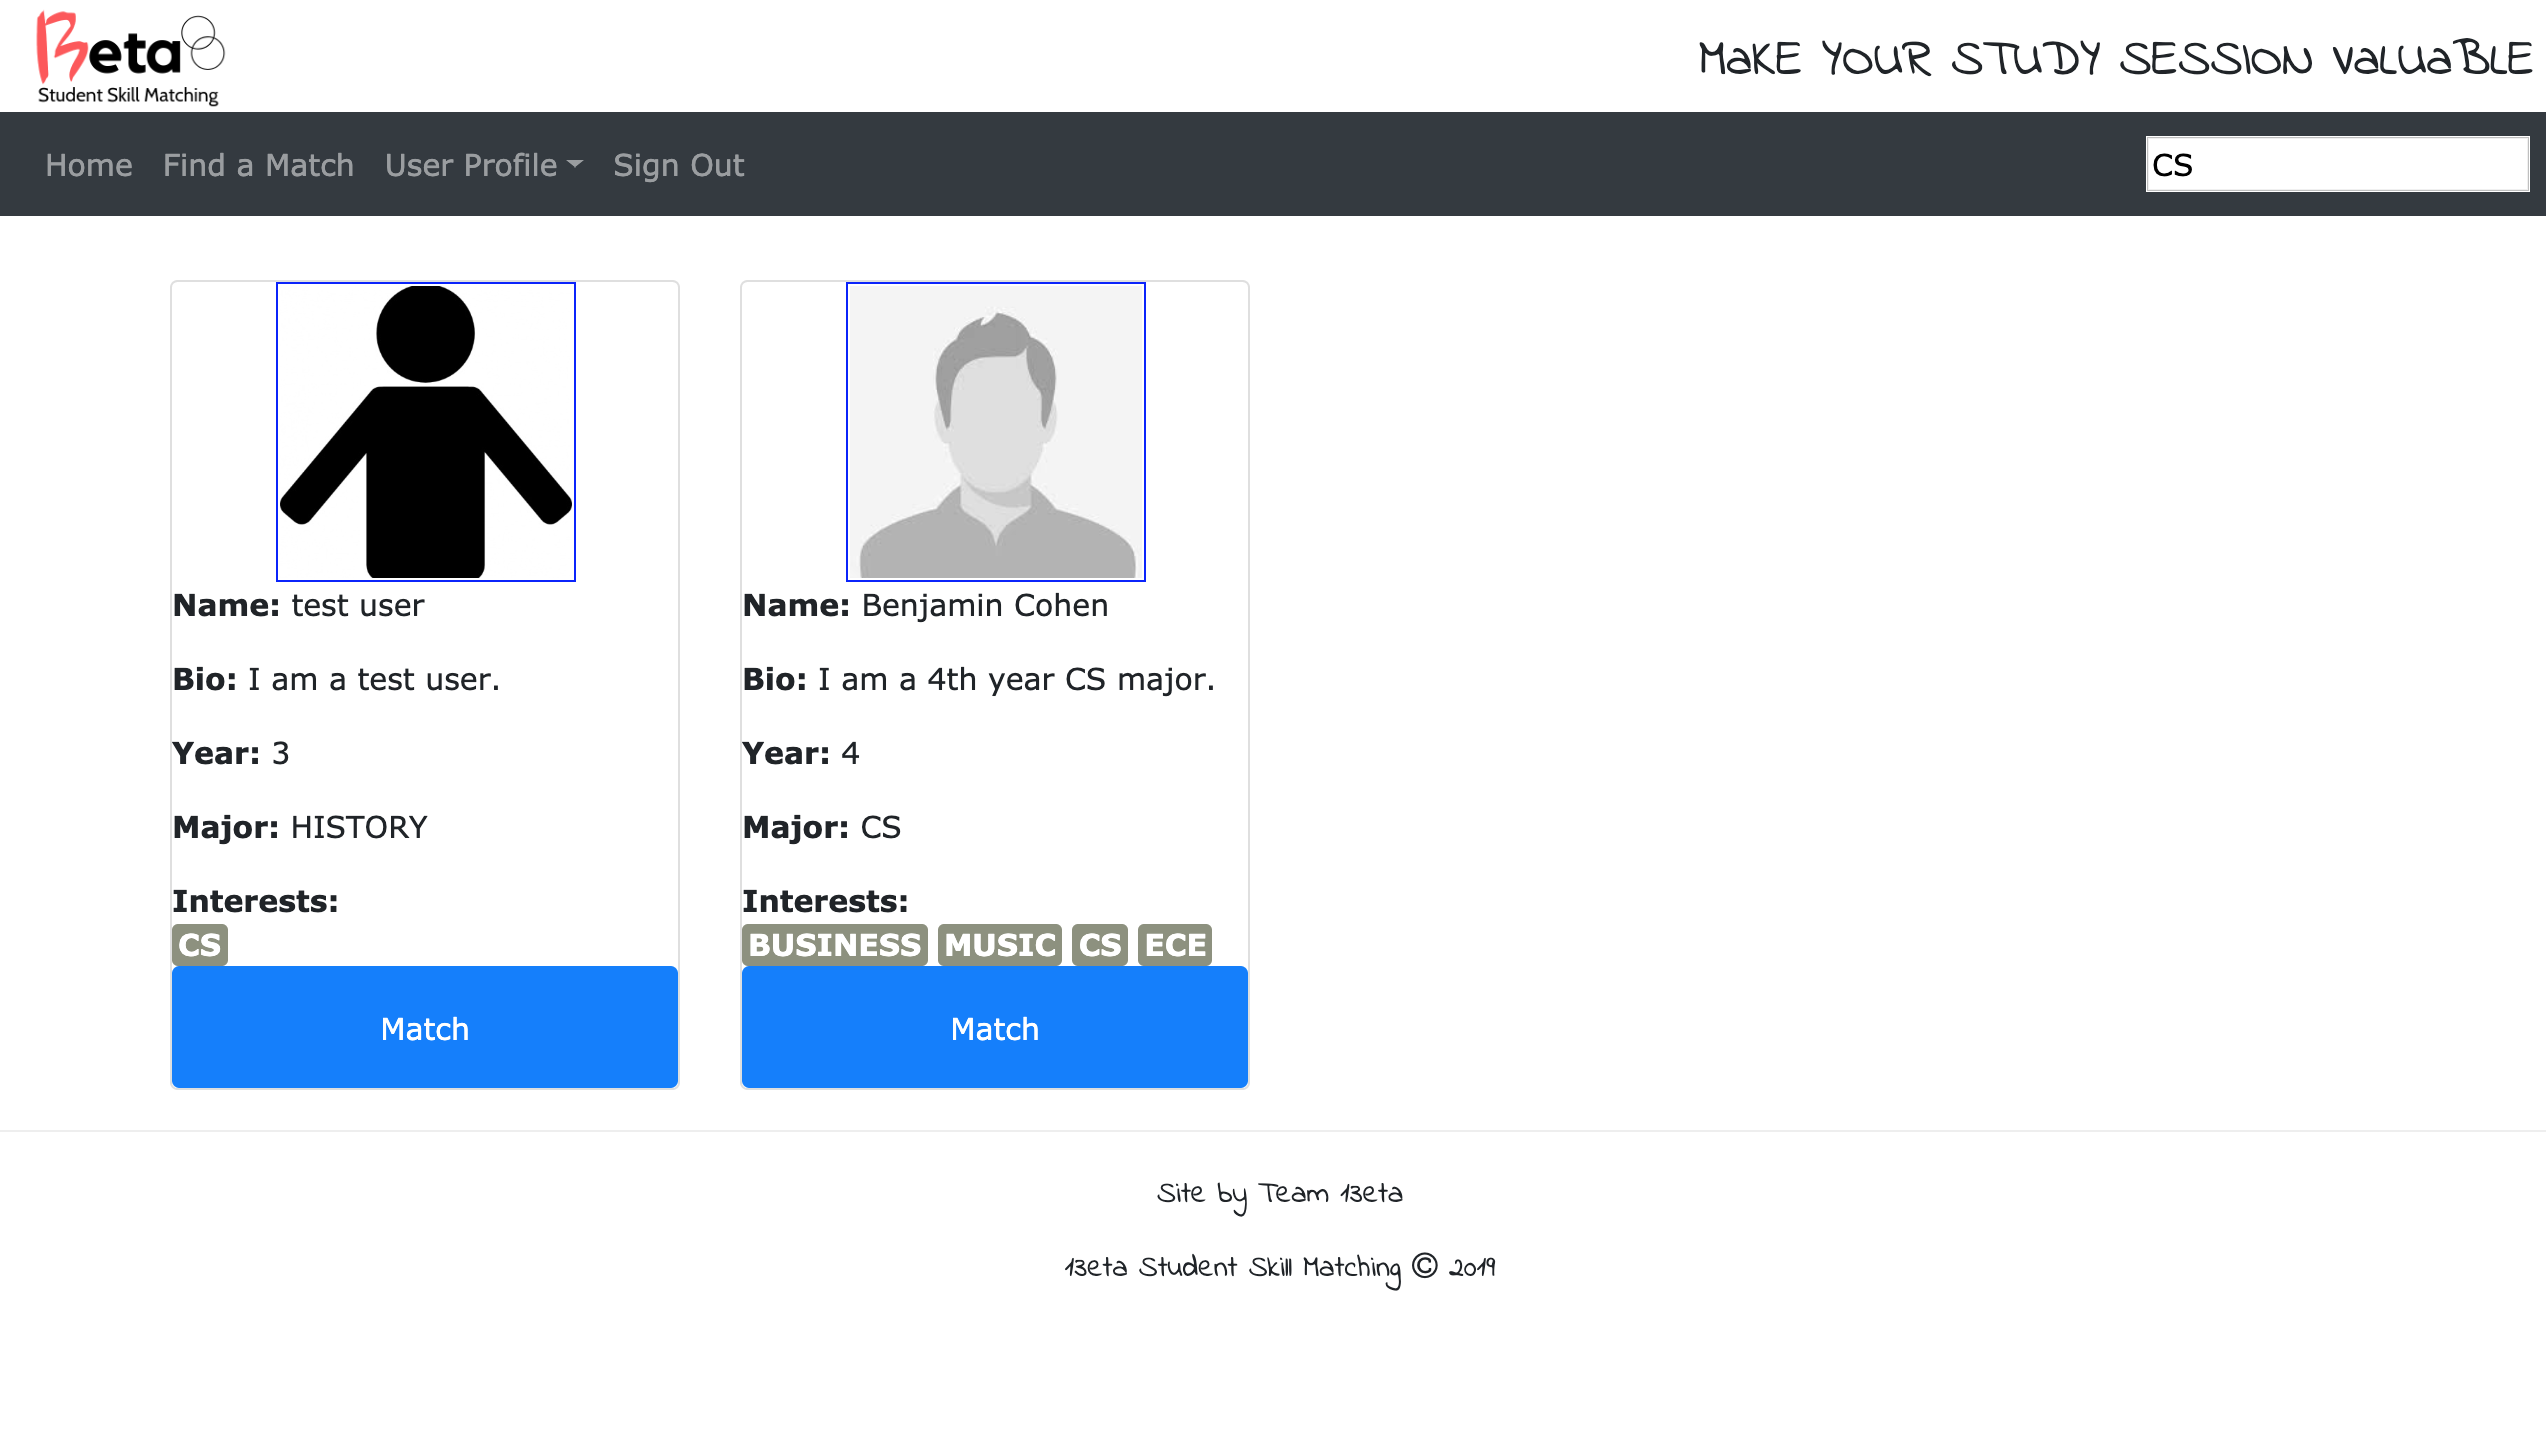 Beta
Student Skill Matching
MaKE YOUR STUDY SESSION VaLUaBLE
Home Find a Match User Profile Sign Out
CS
Name: test user
Bio: I am a test user.
Year: 3
Major: HISTORY
Interests:
CS
Match
Name: Benjamin Cohen
Bio: I am a 4th year CS major.
Year: 4
Major: CS
Interests:
BUSINESS MUSIC CS ECE
Match
Site by Team 13eta
13eta Student Skill Matching © 2019